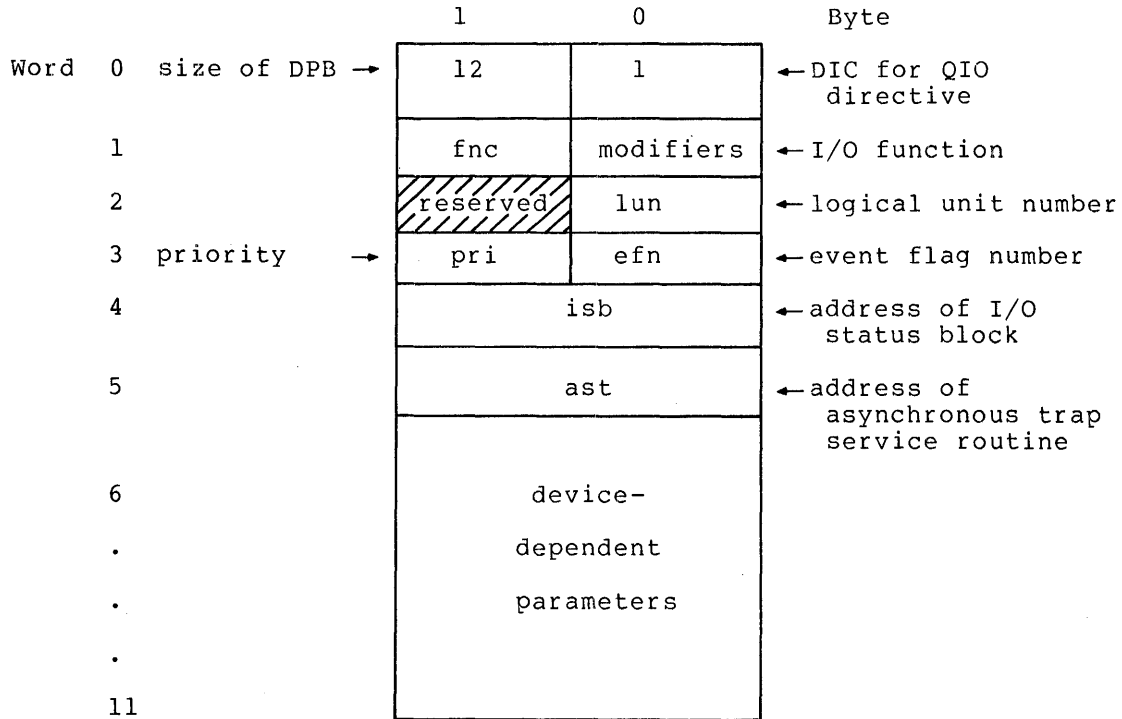 1 0 Byte
Word 0 size of DPB → 12 1 ← DIC for QIO
directive
1 fnc modifiers ← I/O function
2 reserved lun ← logical unit number
3 priority → pri efn ← event flag number
4 isb ← address of I/O
status block
5 ast ← address of
asynchronous trap
service routine
6 device-
. dependent
. parameters
.
11